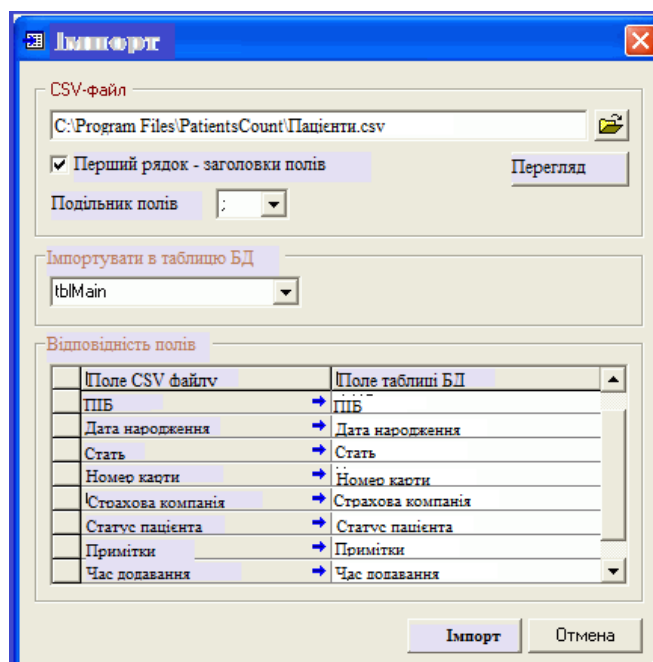 Імпорт
CSV-файл
C:\Program Files\PatientsCount\Пацієнти.csv
Перший рядок - заголовки полів
Перегляд
Подільник полів ;
Імпортувати в таблицю БД
tblMain
Відповідність полів
Поле CSV файлу Поле таблиці БД
ПІБ ПІБ
Дата народження Дата народження
Стать Стать
Номер карти Номер карти
Страхова компанія Страхова компанія
Статус пацієнта Статус пацієнта
Примітки Примітки
Час додавання Час додавання
Імпорт Отмена